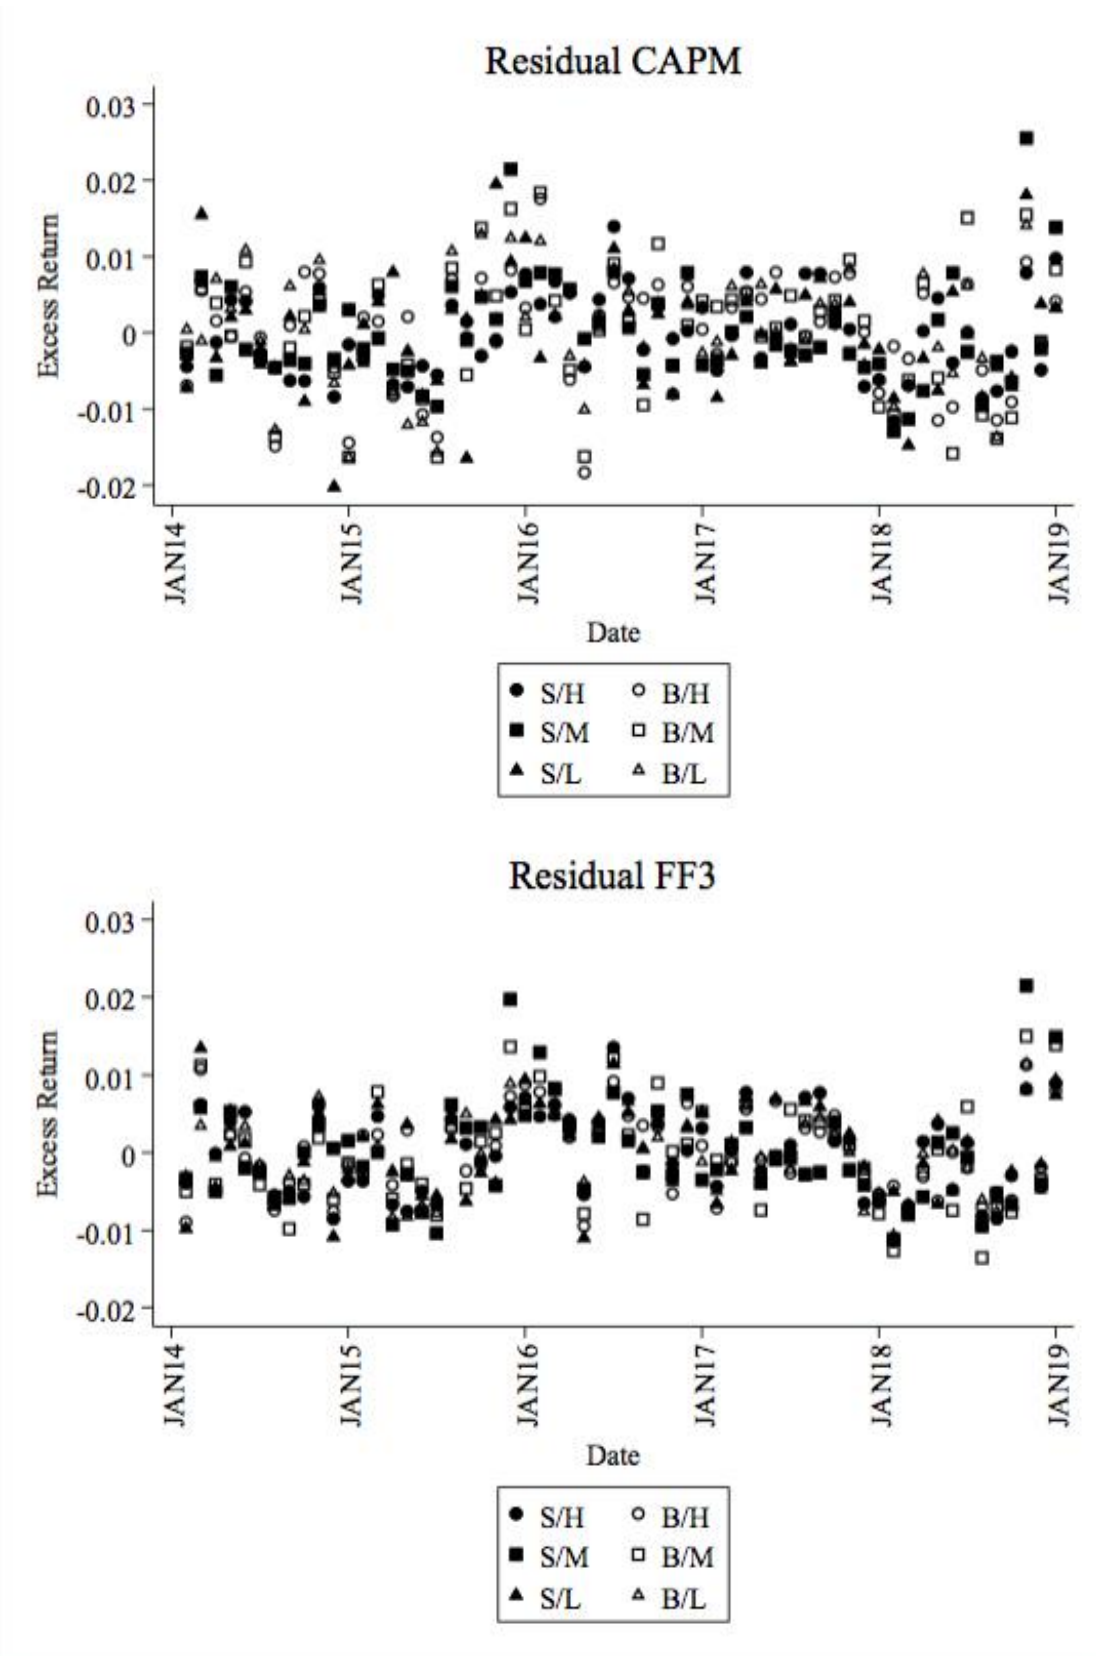 Residual CAPM
Excess Return
0.03
0.02
0.01
0
-0.01
-0.02
JAN14
JAN15
JAN16
JAN17
JAN18
JAN19
Date
S/H B/H
S/M B/M
S/L B/L
Residual FF3
Excess Return
0.03
0.02
0.01
0
-0.01
-0.02
JAN14
JAN15
JAN16
JAN17
JAN18
JAN19
Date
S/H B/H
S/M B/M
S/L B/L